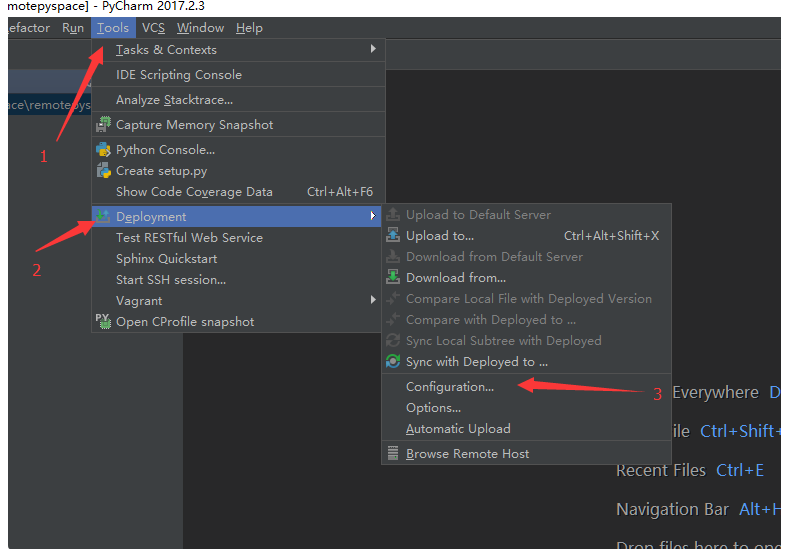 motepyspace] - PyCharm 2017.2.3
efactor Run Tools VCS Window Help
Tasks & Contexts
ace\remotepys
IDE Scripting Console
Analyze Stacktrace...
Capture Memory Snapshot
1
Python Console...
Create setup.py
Show Code Coverage Data Ctrl+Alt+F6
Deployment
Test RESTful Web Service
Sphinx Quickstart
Start SSH session...
Vagrant
Open CProfile snapshot
2
Upload to Default Server
Upload to... Ctrl+Alt+Shift+X
Download from Default Server
Download from...
Compare Local File with Deployed Version
Compare with Deployed to ...
Sync Local Subtree with Deployed
Sync with Deployed to ...
Configuration...
Options...
Automatic Upload
Browse Remote Host
3
Everywhere D
ile Ctrl+Shift+
Recent Files Ctrl+E
Navigation Bar Alt+H
Drop files here to ope